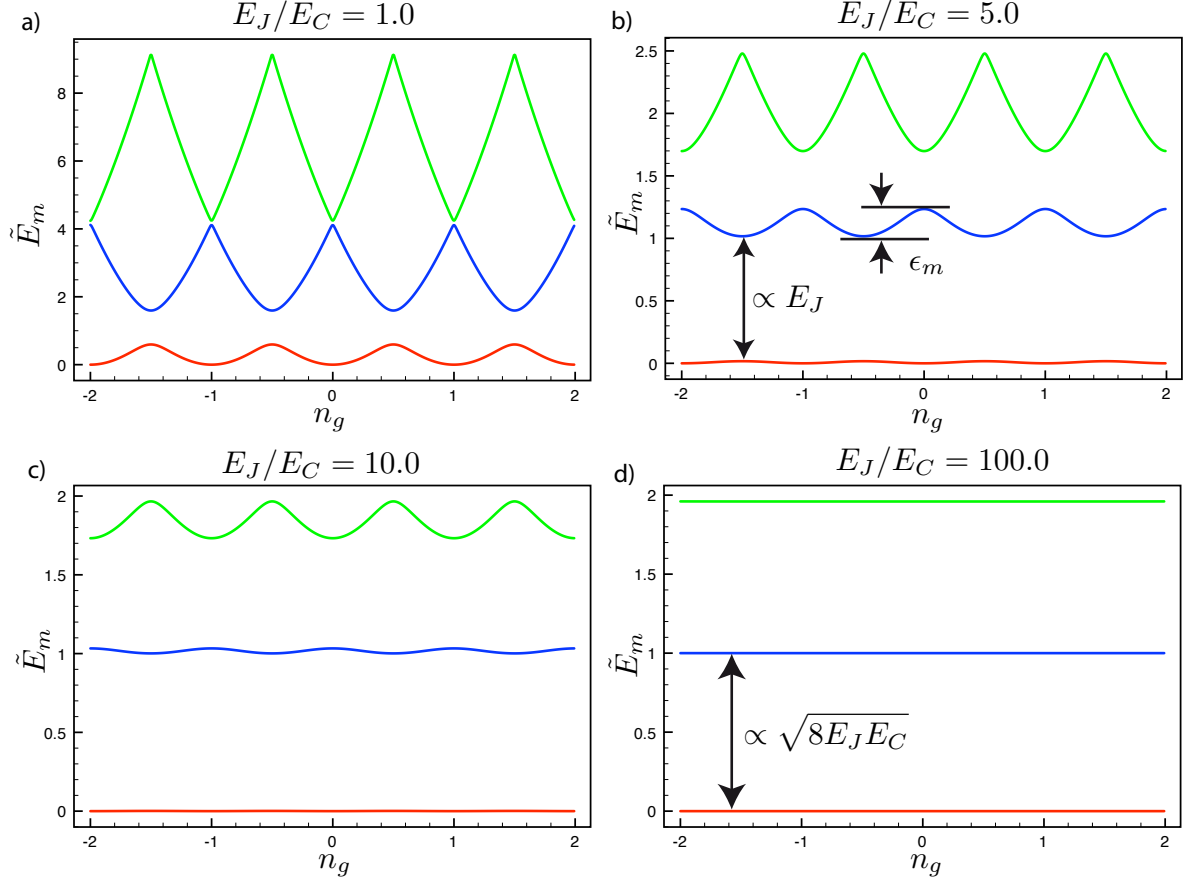 a)
E_J/E_C = 1.0
8
6
4
2
0
Ẽ_m
-2
-1
0
1
2
n_g
b)
E_J/E_C = 5.0
2.5
2
1.5
1
0.5
0
Ẽ_m
ϵ_m
∝ E_J
-2
-1
0
1
2
n_g
c)
E_J/E_C = 10.0
2
1.5
1
0.5
0
Ẽ_m
-2
-1
0
1
2
n_g
d)
E_J/E_C = 100.0
2
1.5
1
0.5
0
Ẽ_m
∝ √(8E_J E_C)
-2
-1
0
1
2
n_g